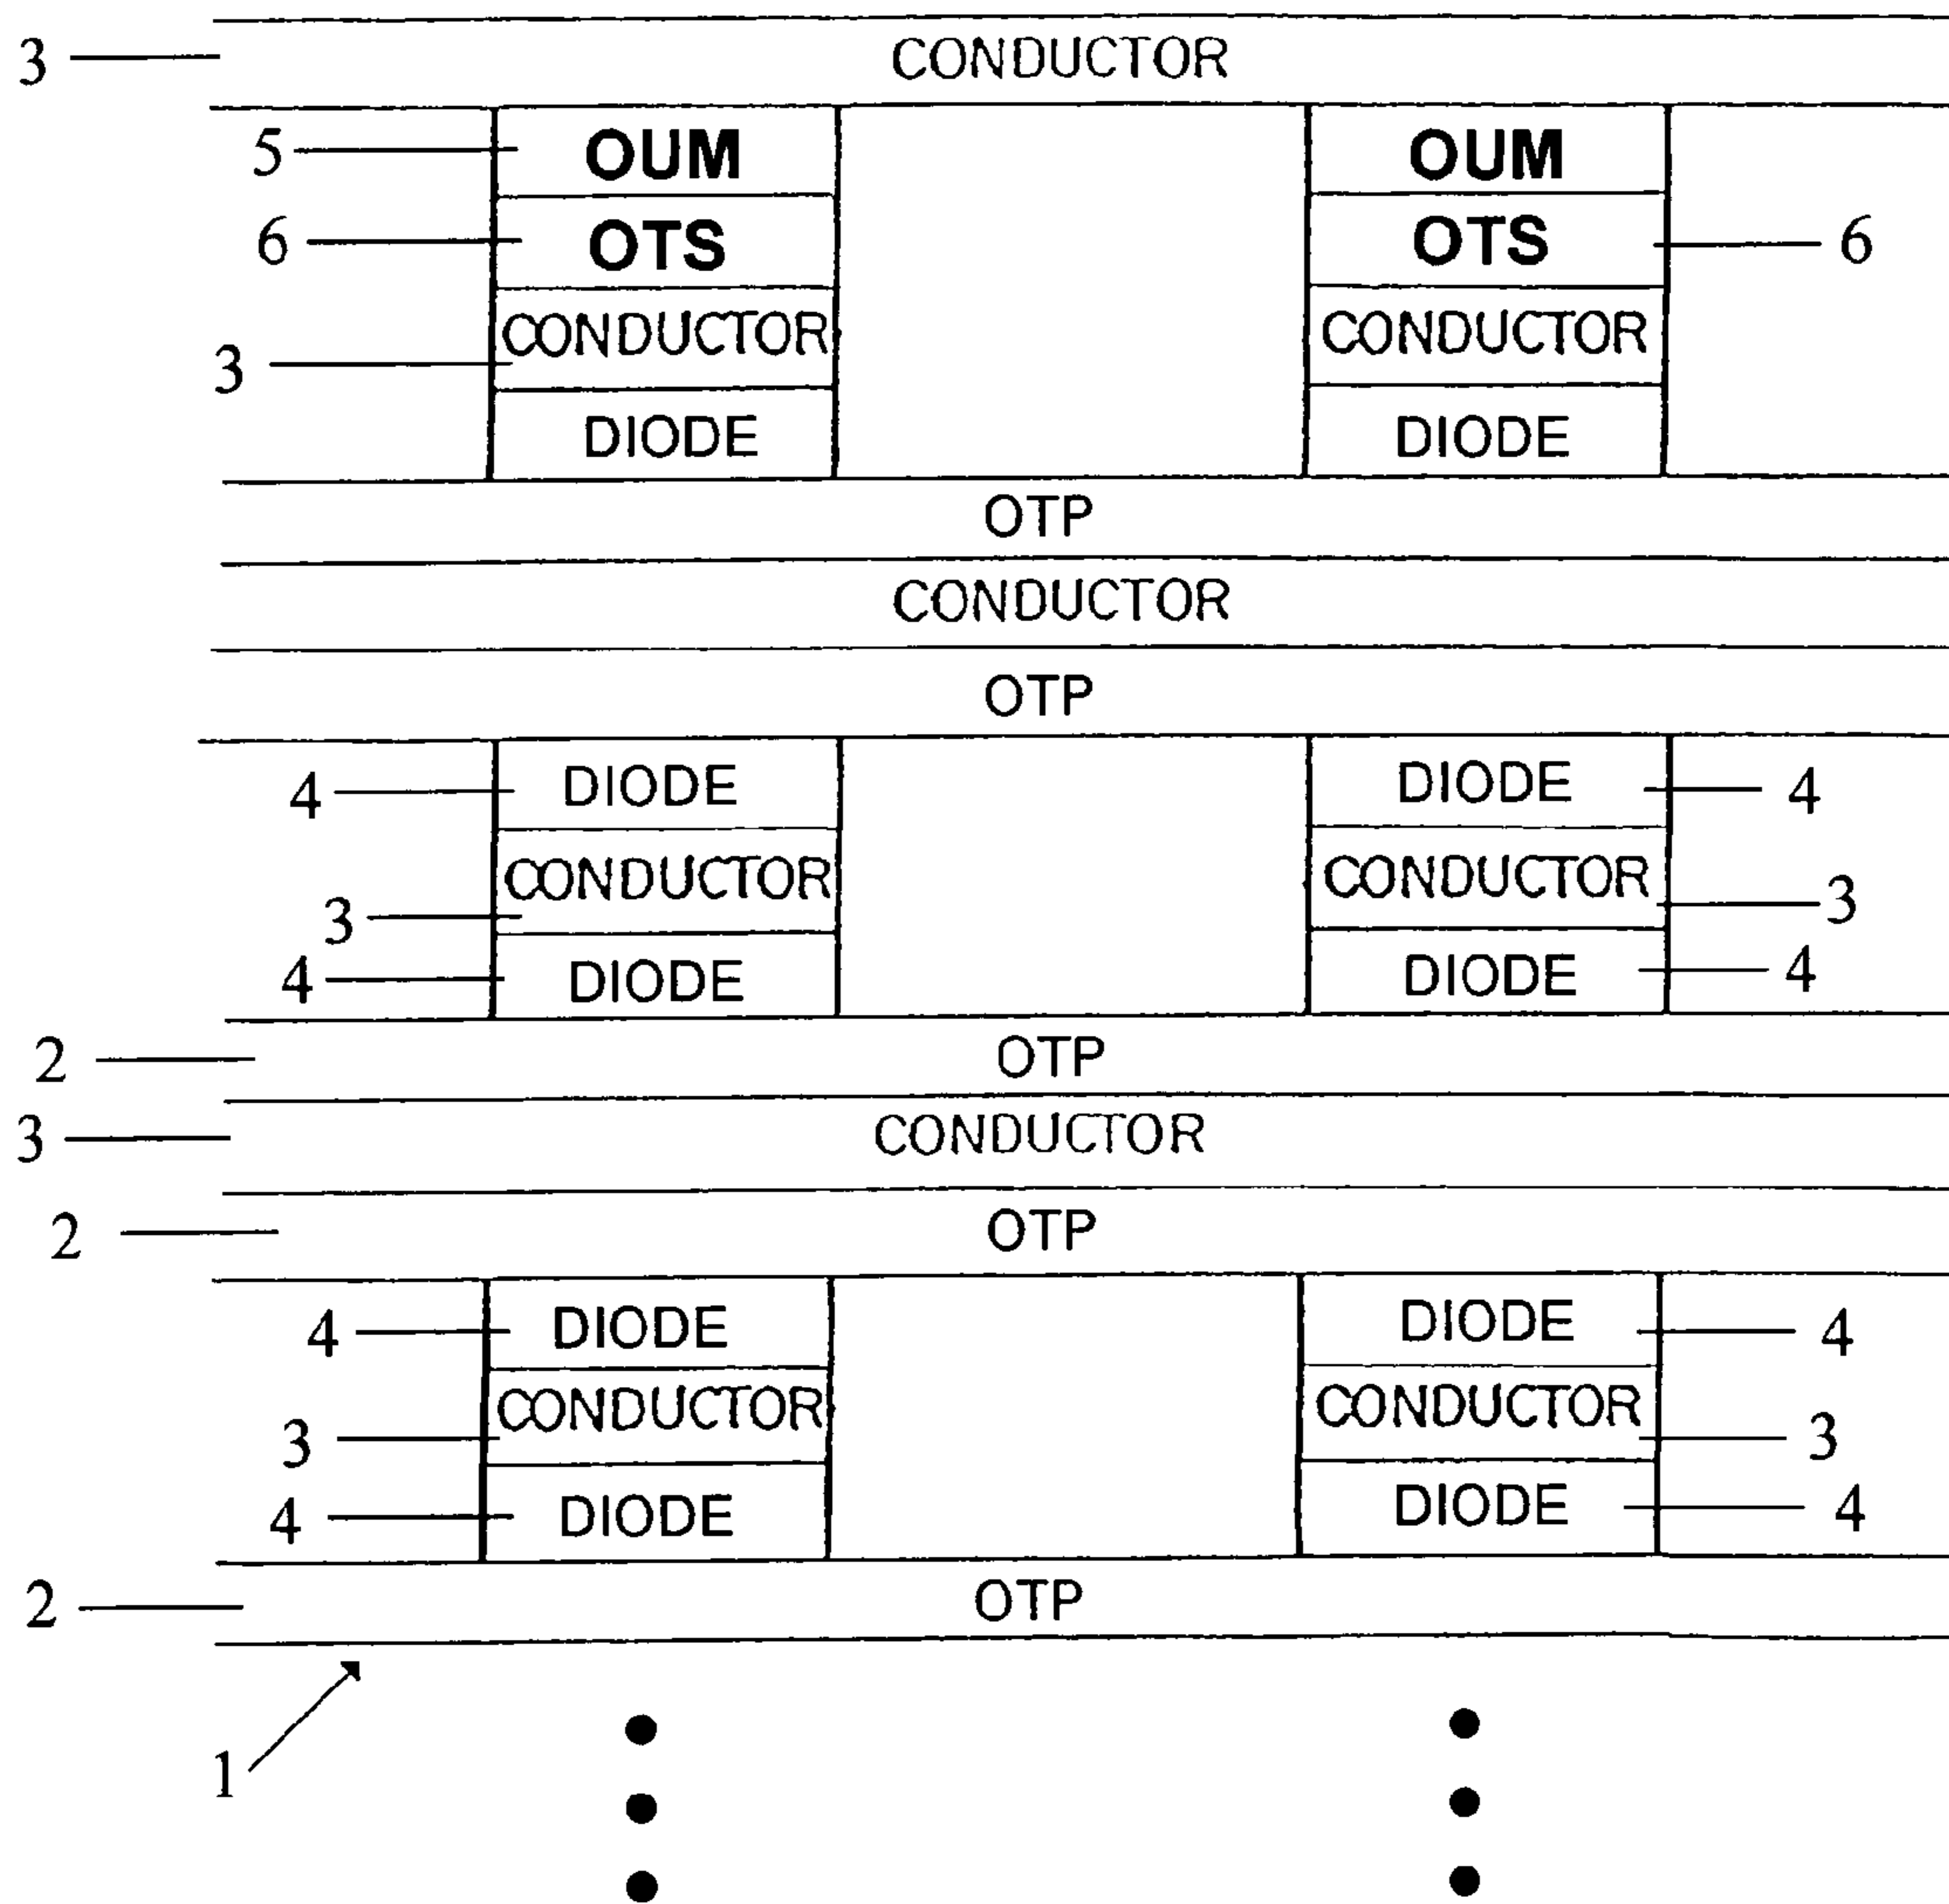 3 CONDUCTOR
5 OUM OUM
6 OTS OTS 6
3 CONDUCTOR CONDUCTOR
DIODE DIODE
OTP
CONDUCTOR
OTP
4 DIODE DIODE 4
3 CONDUCTOR CONDUCTOR 3
4 DIODE DIODE 4
2 OTP
3 CONDUCTOR
2 OTP
4 DIODE DIODE 4
3 CONDUCTOR CONDUCTOR 3
4 DIODE DIODE 4
2 OTP
1